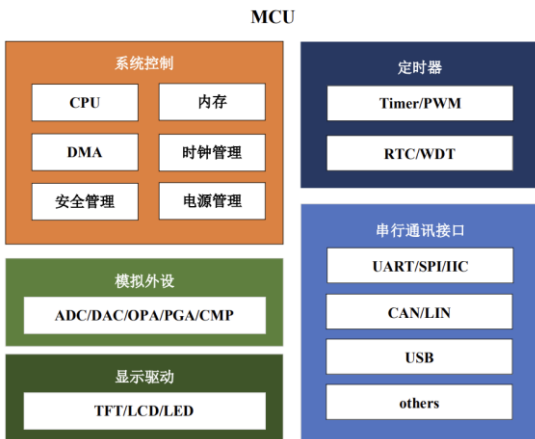 MCU
系统控制
CPU
内存
DMA
时钟管理
安全管理
电源管理
模拟外设
ADC/DAC/OPA/PGA/CMP
显示驱动
TFT/LCD/LED
定时器
Timer/PWM
RTC/WDT
串行通讯接口
UART/SPI/IIC
CAN/LIN
USB
others